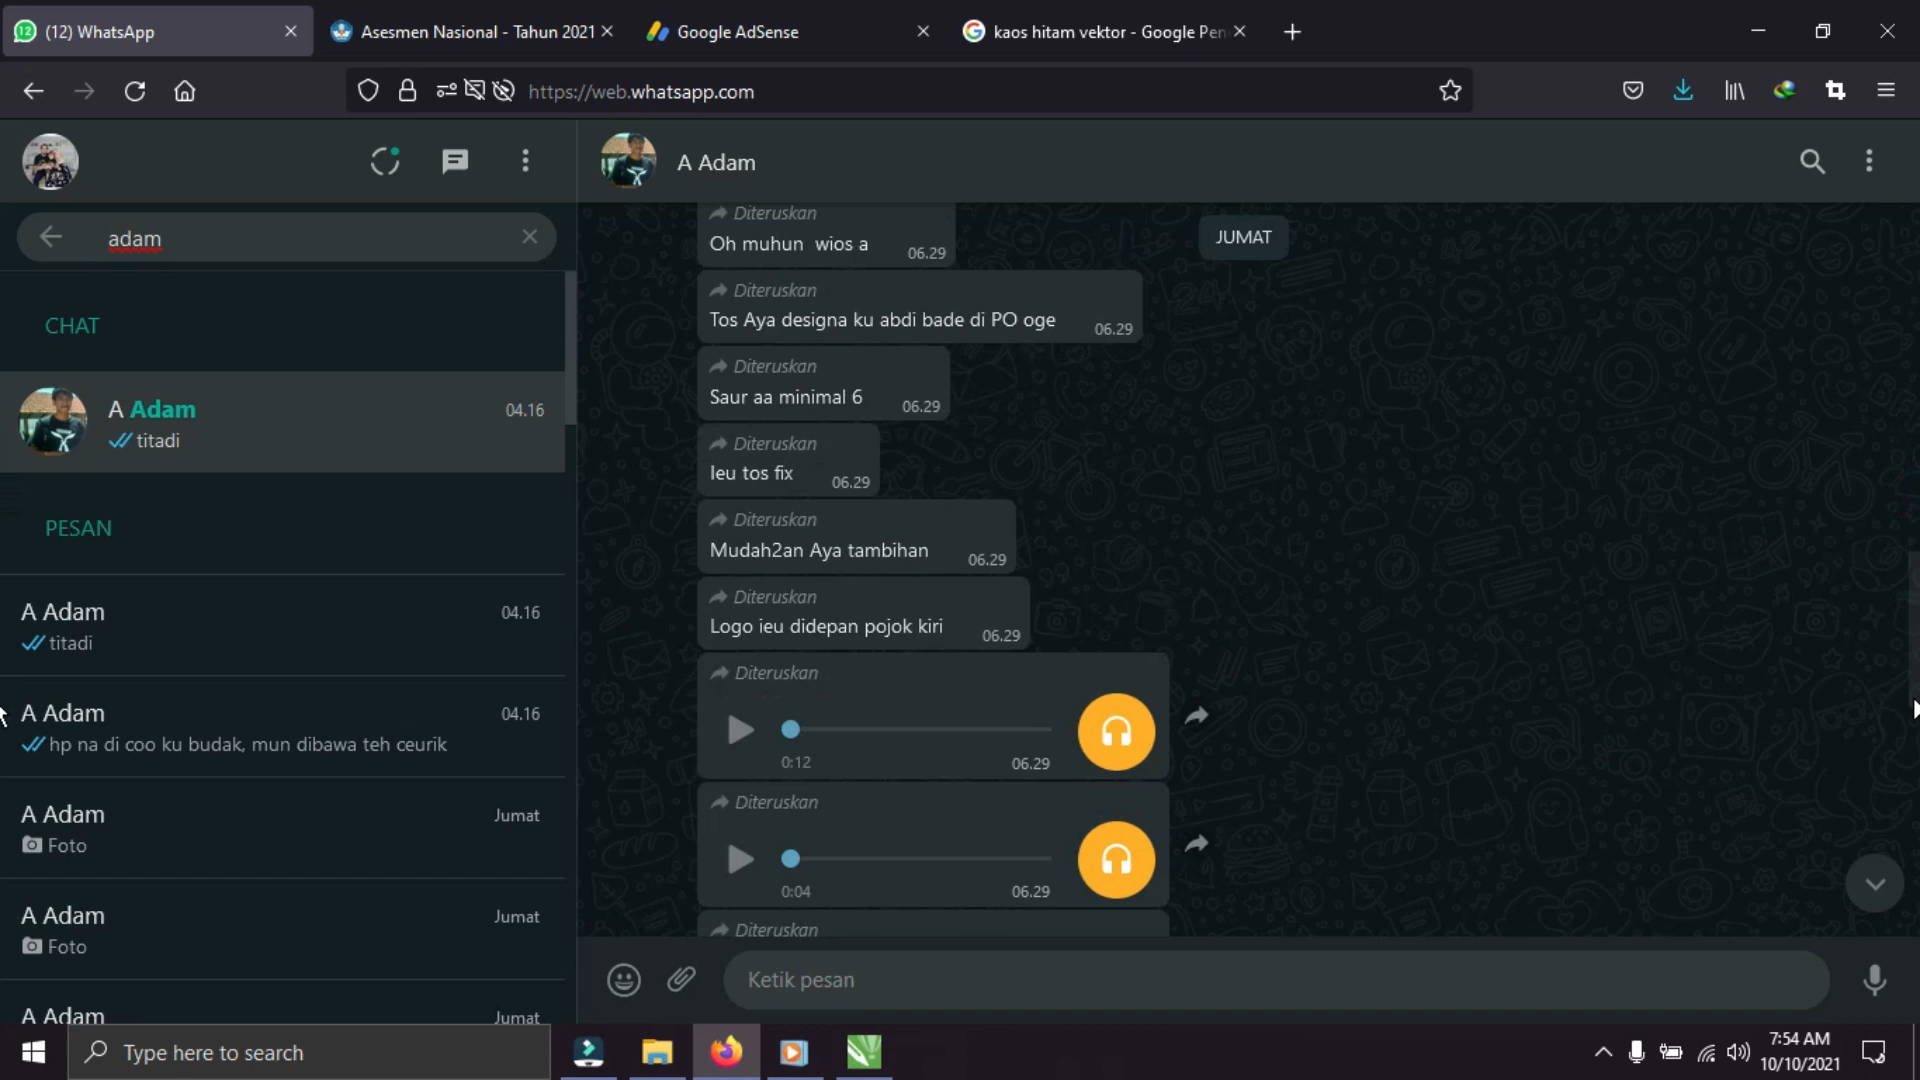 (12) WhatsApp
Asesmen Nasional - Tahun 2021
Google AdSense
kaos hitam vektor - Google Pen
https://web.whatsapp.com
A Adam
adam
CHAT
A Adam
04.16
titadi
PESAN
A Adam
04.16
titadi
A Adam
04.16
hp na di coo ku budak, mun dibawa teh ceurik
A Adam
Jumat
Foto
A Adam
Jumat
Foto
A Adam
Jumat
JUMAT
Diteruskan
Oh muhun wios a
06.29
Diteruskan
Tos Aya designa ku abdi bade di PO oge
06.29
Diteruskan
Saur aa minimal 6
06.29
Diteruskan
Ieu tos fix
06.29
Diteruskan
Mudah2an Aya tambihan
06.29
Diteruskan
Logo ieu didepan pojok kiri
06.29
Diteruskan
0:12
06.29
Diteruskan
0:04
06.29
Diteruskan
Ketik pesan
Type here to search
7:54 AM
10/10/2021